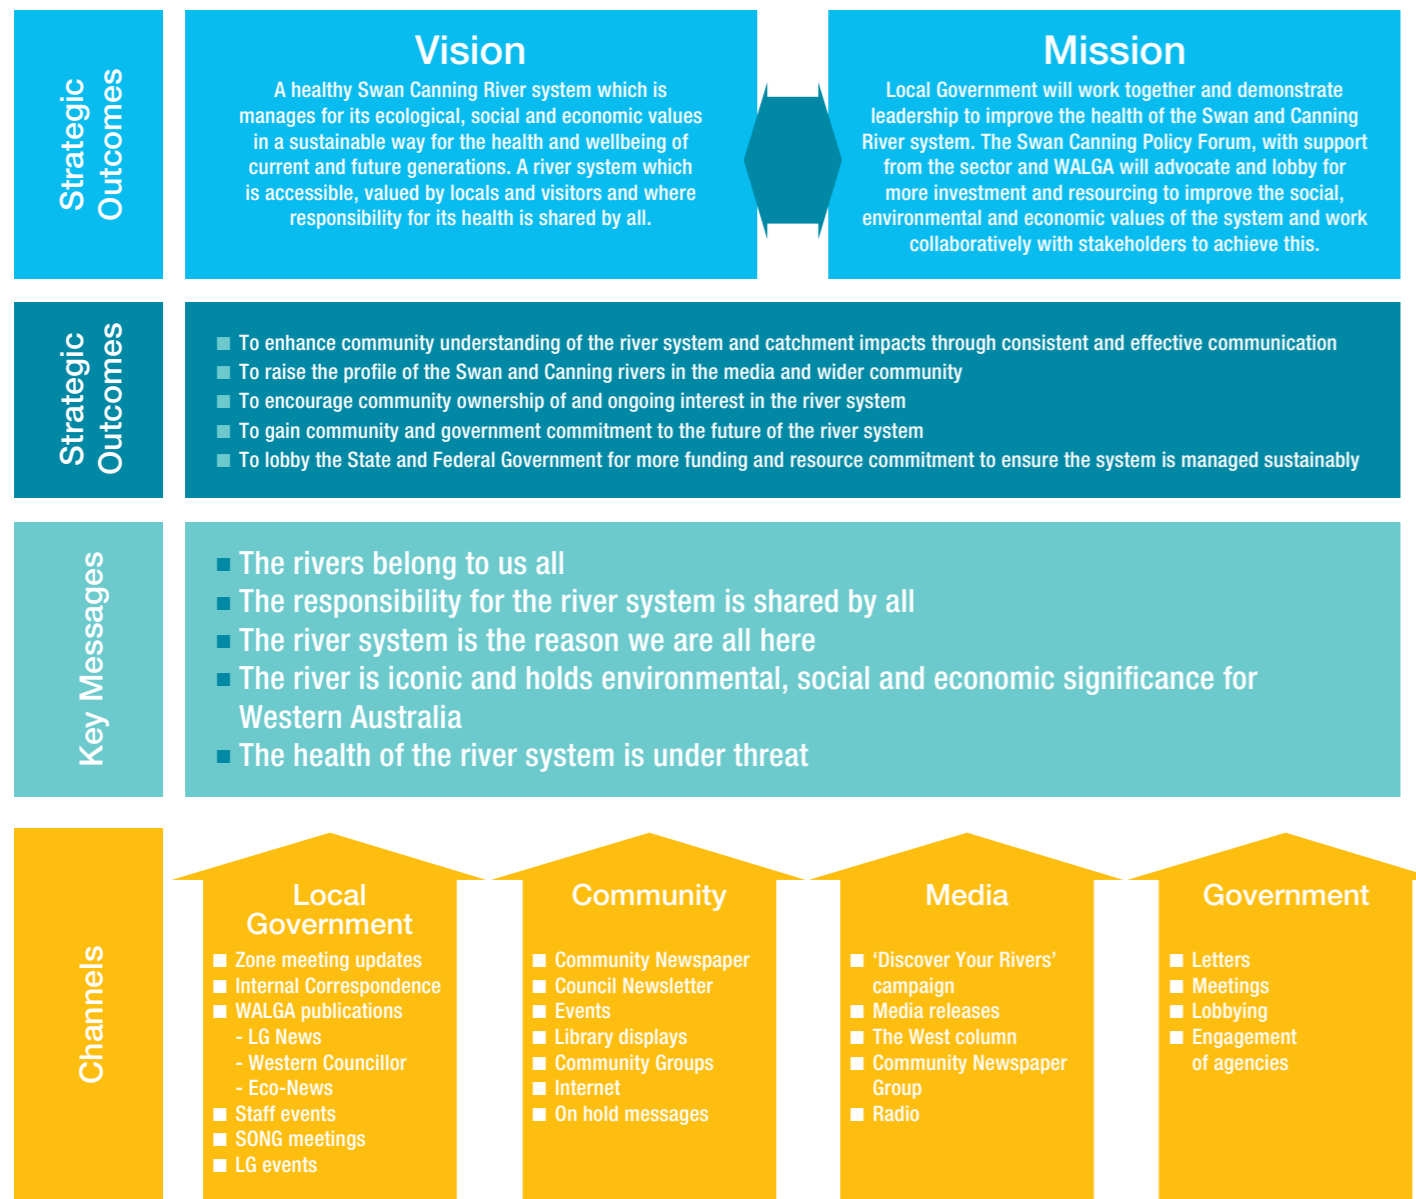 Strategic
Outcomes
Vision
A healthy Swan Canning River system which is
manages for its ecological, social and economic values
in a sustainable way for the health and wellbeing of
current and future generations. A river system which
is accessible, valued by locals and visitors and where
responsibility for its health is shared by all.
Mission
Local Government will work together and demonstrate
leadership to improve the health of the Swan and Canning
River system. The Swan Canning Policy Forum, with support
from the sector and WALGA will advocate and lobby for
more investment and resourcing to improve the social,
environmental and economic values of the system and work
collaboratively with stakeholders to achieve this.
Strategic
Outcomes
■ To enhance community understanding of the river system and catchment impacts through consistent and effective communication
■ To raise the profile of the Swan and Canning rivers in the media and wider community
■ To encourage community ownership of and ongoing interest in the river system
■ To gain community and government commitment to the future of the river system
■ To lobby the State and Federal Government for more funding and resource commitment to ensure the system is managed sustainably
Key Messages
■ The rivers belong to us all
■ The responsibility for the river system is shared by all
■ The river system is the reason we are all here
■ The river is iconic and holds environmental, social and economic significance for
Western Australia
■ The health of the river system is under threat
Channels
Local
Government
■ Zone meeting updates
■ Internal Correspondence
■ WALGA publications
- LG News
- Western Councillor
- Eco-News
■ Staff events
■ SONG meetings
■ LG events
Community
■ Community Newspaper
■ Council Newsletter
■ Events
■ Library displays
■ Community Groups
■ Internet
■ On hold messages
Media
■ ‘Discover Your Rivers’
campaign
■ Media releases
■ The West column
■ Community Newspaper
Group
■ Radio
Government
■ Letters
■ Meetings
■ Lobbying
■ Engagement
of agencies